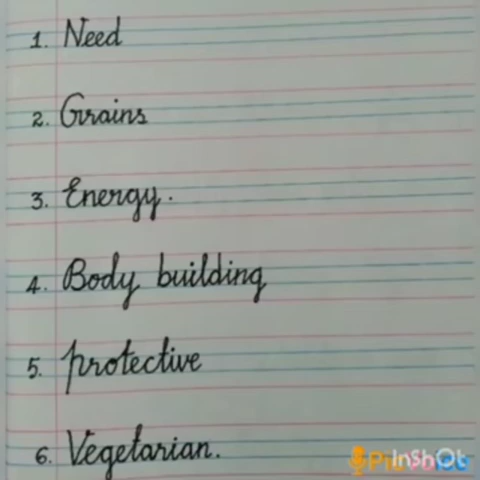 1. Need
2. Grains
3. Energy.
4. Body building
5. protective
6. Vegetarian.
InShOt